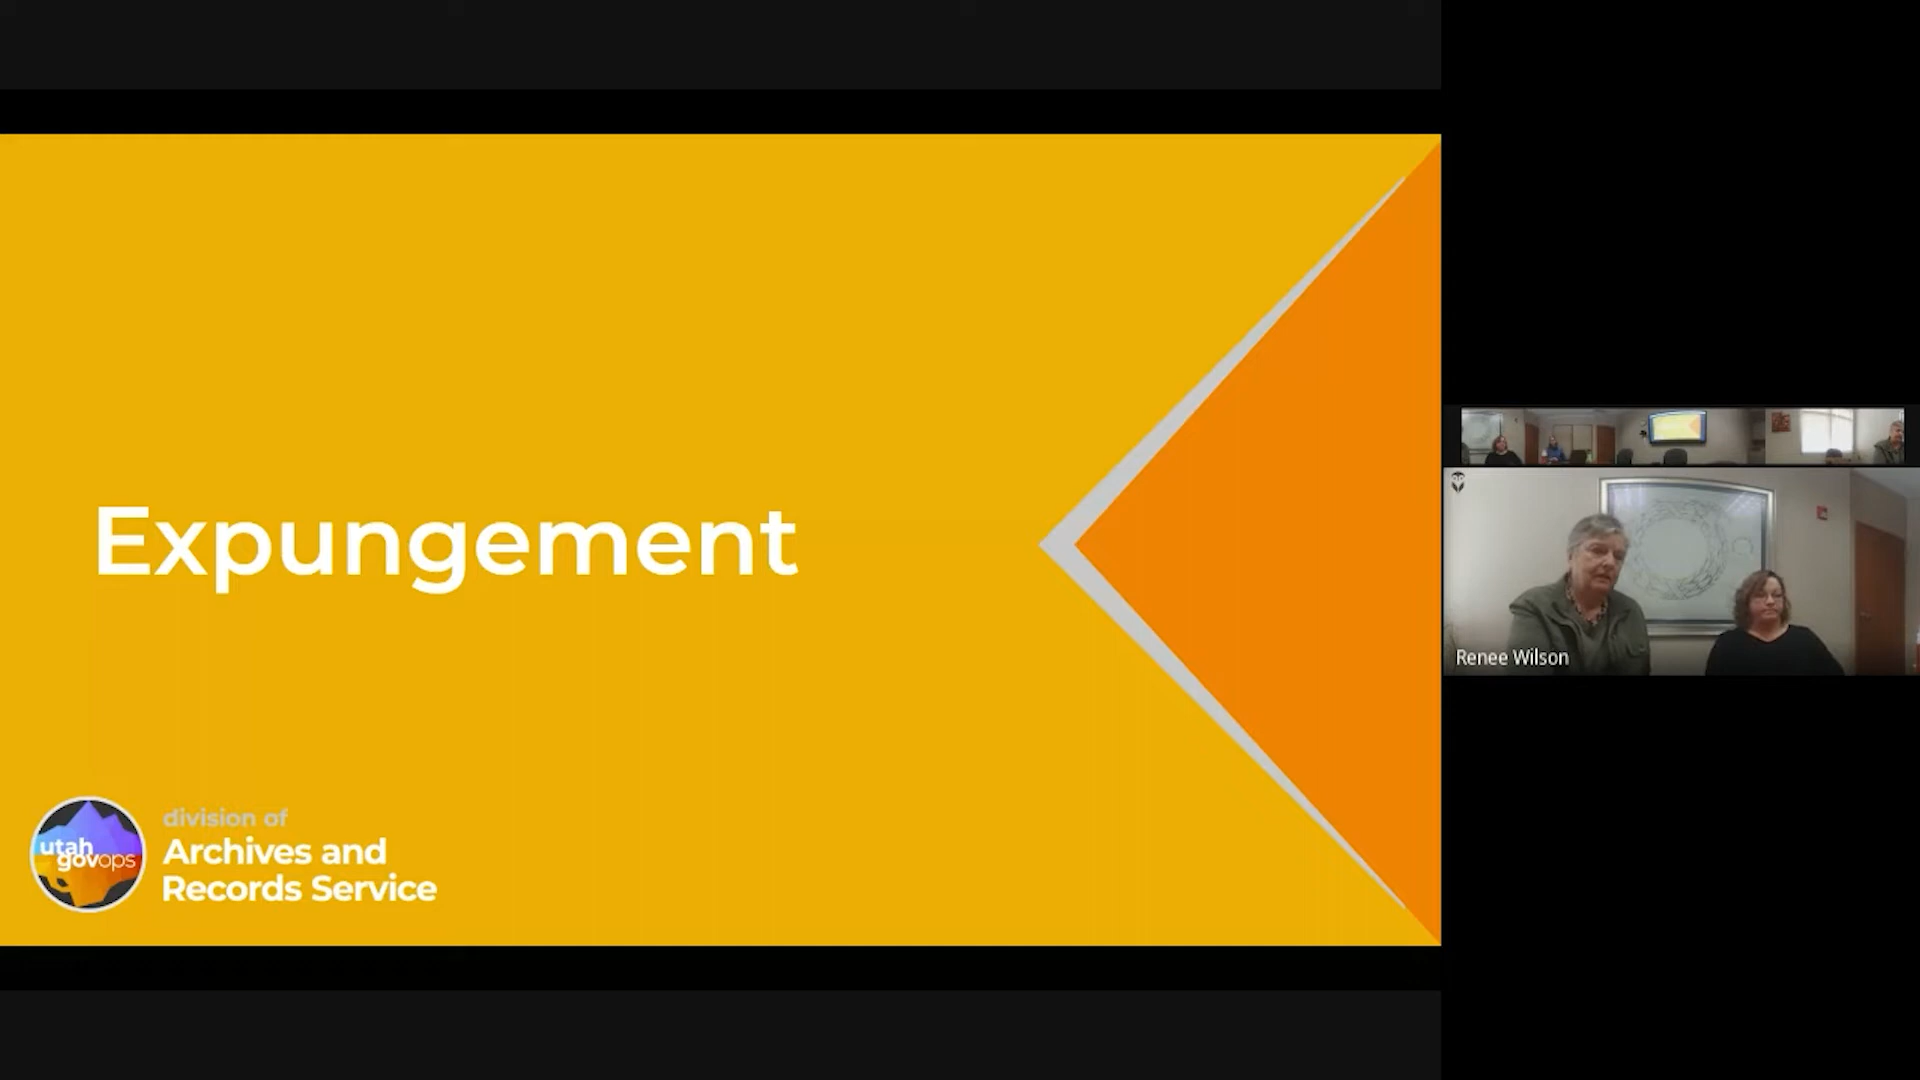 Expungement
utah
govops
division of
Archives and
Records Service
Renee Wilson